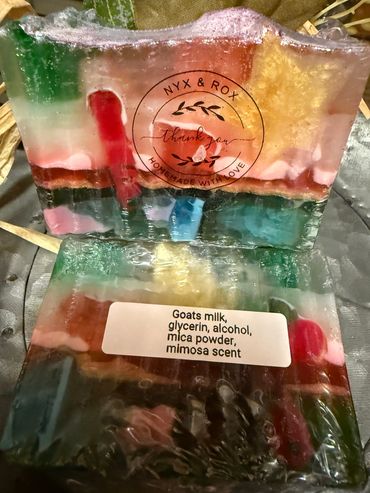 NYX & ROX
thank you
HOMEMADE WITH LOVE
Goats milk,
glycerin, alcohol,
mica powder,
mimosa scent